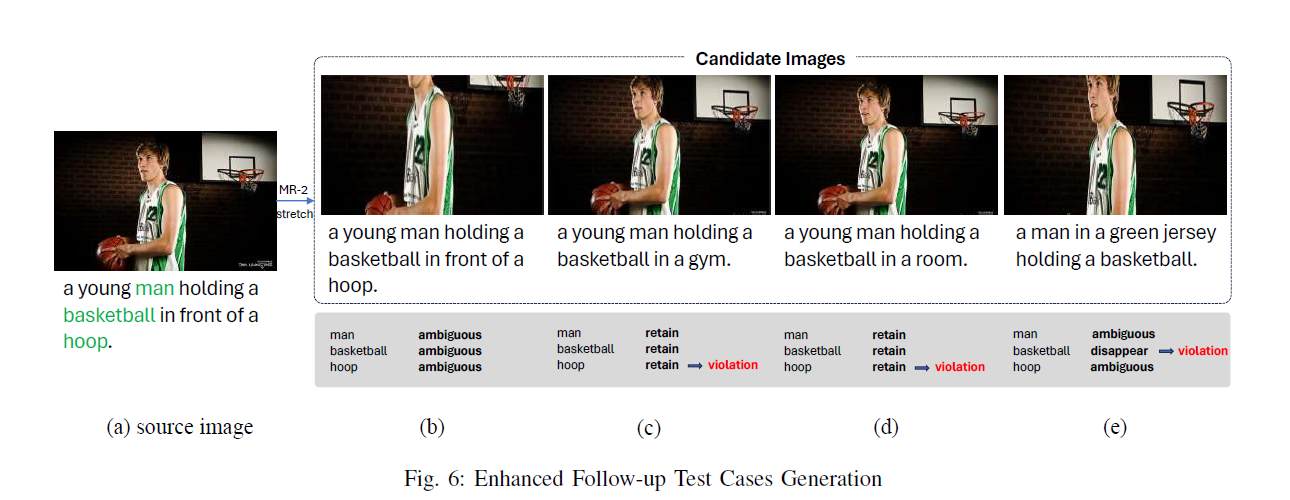 Candidate Images
MR-2
stretch
a young man holding a
basketball in front of a
hoop.
a young man holding a
basketball in front of a
hoop.
a young man holding a
basketball in a gym.
a young man holding a
basketball in a room.
a man in a green jersey
holding a basketball.
man ambiguous
basketball ambiguous
hoop ambiguous
man retain
basketball retain
hoop retain → violation
man retain
basketball retain
hoop retain → violation
man ambiguous
basketball disappear → violation
hoop ambiguous
(a) source image
(b)
(c)
(d)
(e)
Fig. 6: Enhanced Follow-up Test Cases Generation